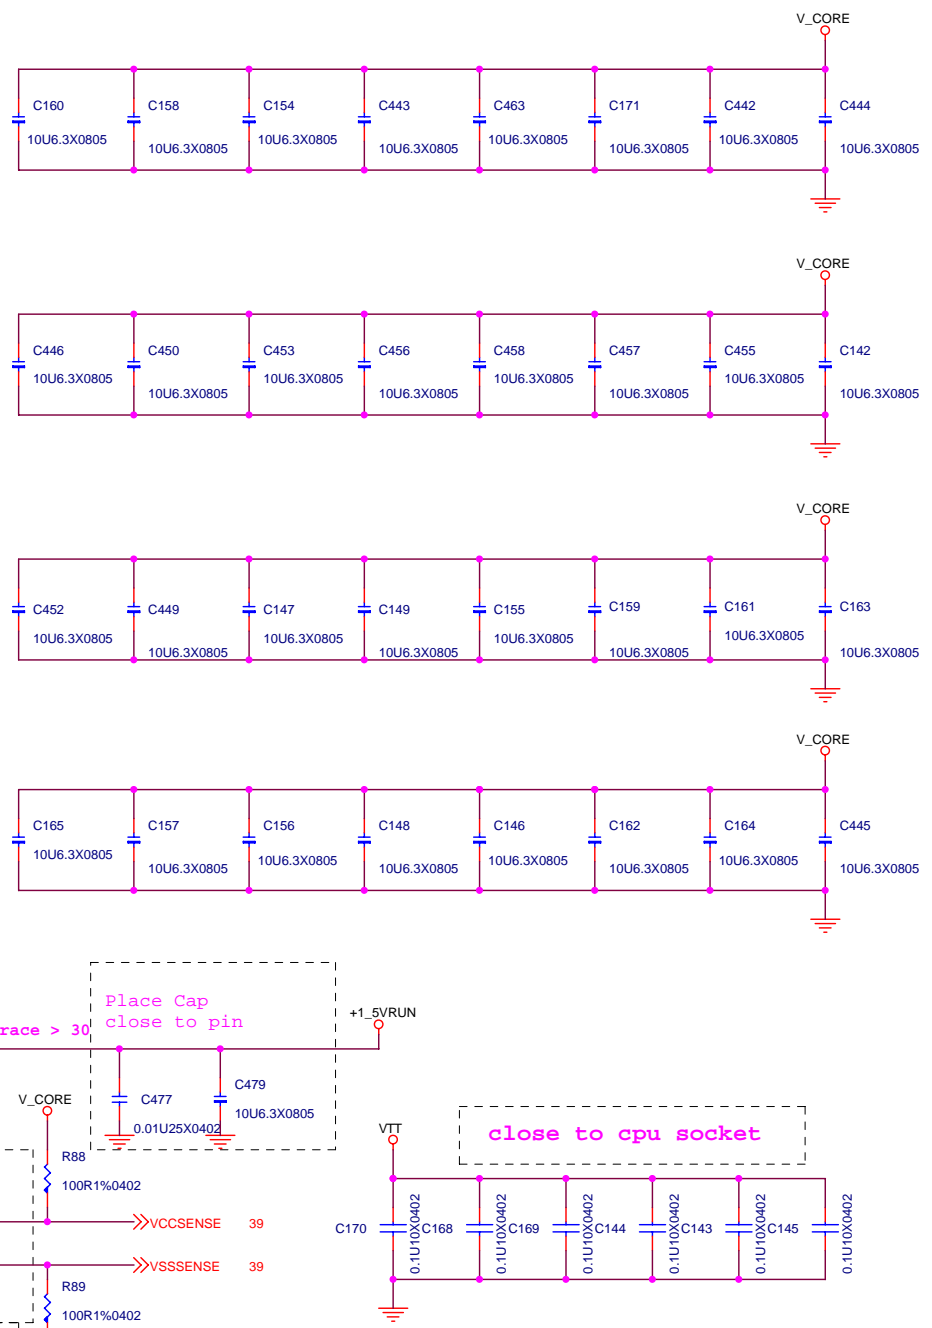 V_CORE
C160 C158 C154 C443 C463 C171 C442 C444
10U6.3X0805 10U6.3X0805 10U6.3X0805 10U6.3X0805 10U6.3X0805 10U6.3X0805 10U6.3X0805 10U6.3X0805
V_CORE
C446 C450 C453 C456 C458 C457 C455 C142
10U6.3X0805 10U6.3X0805 10U6.3X0805 10U6.3X0805 10U6.3X0805 10U6.3X0805 10U6.3X0805 10U6.3X0805
V_CORE
C452 C449 C147 C149 C155 C159 C161 C163
10U6.3X0805 10U6.3X0805 10U6.3X0805 10U6.3X0805 10U6.3X0805 10U6.3X0805 10U6.3X0805 10U6.3X0805
V_CORE
C165 C157 C156 C148 C146 C162 C164 C445
10U6.3X0805 10U6.3X0805 10U6.3X0805 10U6.3X0805 10U6.3X0805 10U6.3X0805 10U6.3X0805 10U6.3X0805
Place Cap
close to pin
+1_5VRUN
race > 30
C477
0.01U25X0402
C479
10U6.3X0805
V_CORE
R88
100R1%0402
VCCSENSE 39
VSSSENSE 39
R89
100R1%0402
VTT
close to cpu socket
C170 C168 C169 C144 C143 C145
0.1U10X0402 0.1U10X0402 0.1U10X0402 0.1U10X0402 0.1U10X0402 0.1U10X0402